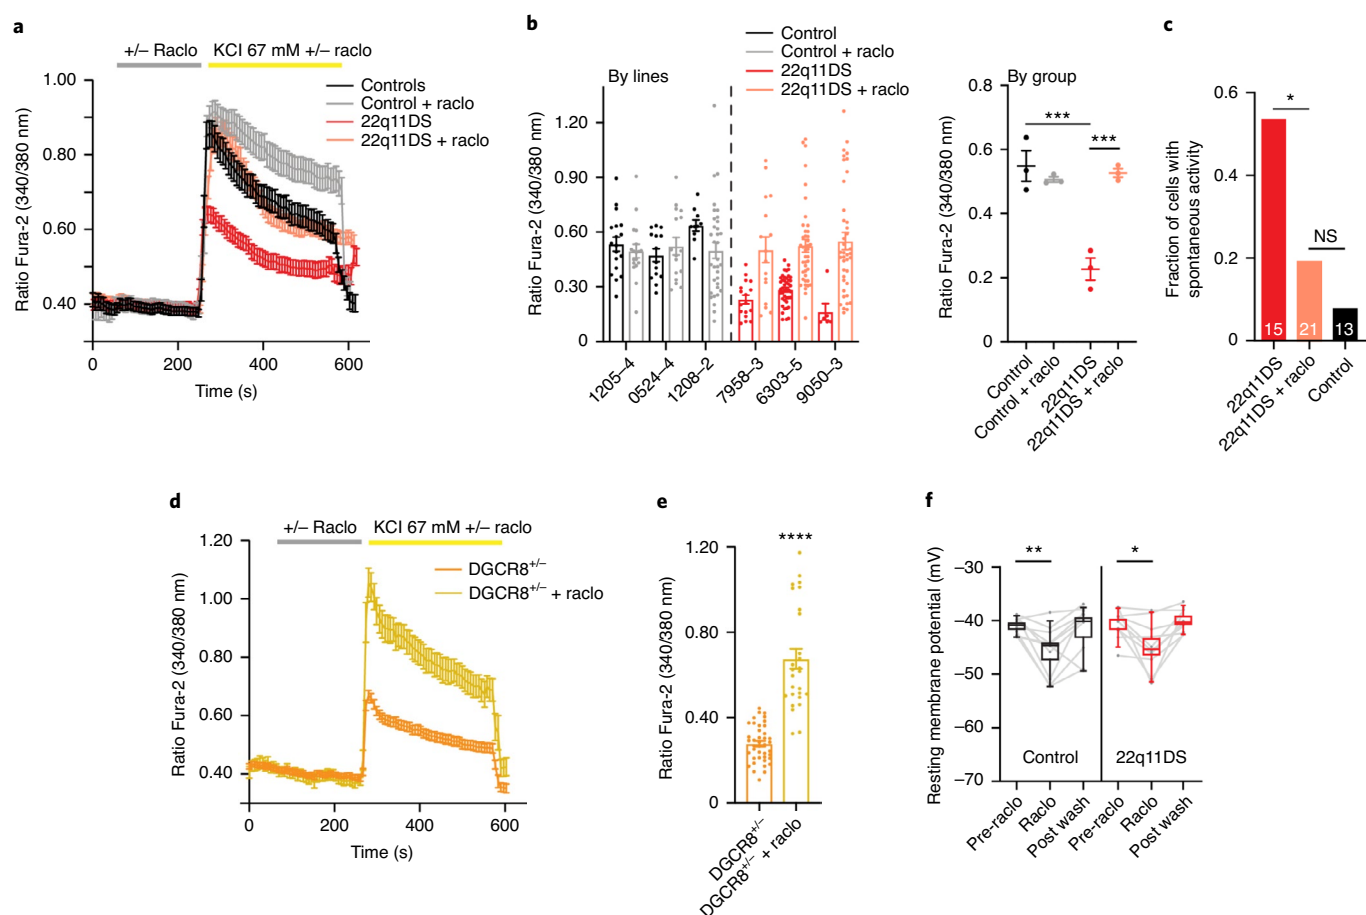 a
+/– Raclo
KCl 67 mM +/– raclo
Controls
Control + raclo
22q11DS
22q11DS + raclo
Ratio Fura-2 (340/380 nm)
1.00
0.80
0.60
0.40
0
200
400
600
Time (s)
b
Control
Control + raclo
22q11DS
22q11DS + raclo
By lines
Ratio Fura-2 (340/380 nm)
1.20
0.90
0.60
0.30
0
1205–4
0524–4
1208–2
7958–3
6303–5
9050–3
By group
Ratio Fura-2 (340/380 nm)
0.8
0.6
0.4
0.2
0
***
***
Control
Control + raclo
22q11DS
22q11DS + raclo
c
Fraction of cells with
spontaneous activity
0.6
0.4
0.2
0
*
NS
15
21
13
22q11DS
22q11DS + raclo
Control
d
+/– Raclo
KCl 67 mM +/– raclo
DGCR8+/–
DGCR8+/– + raclo
Ratio Fura-2 (340/380 nm)
1.20
1.00
0.80
0.60
0.40
0
200
400
600
Time (s)
e
****
Ratio Fura-2 (340/380 nm)
1.20
0.80
0.40
0
DGCR8+/–
DGCR8+/– + raclo
f
Resting membrane potential (mV)
–30
–40
–50
–60
–70
**
*
Control
22q11DS
Pre-raclo
Raclo
Post wash
Pre-raclo
Raclo
Post wash